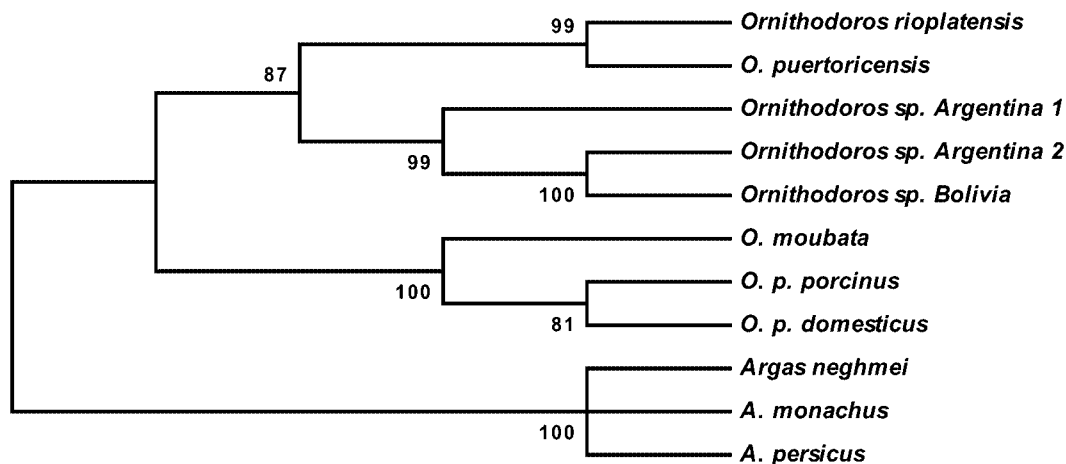 99
Ornithodoros rioplatensis
87
O. puertoricensis
Ornithodoros sp. Argentina 1
99
Ornithodoros sp. Argentina 2
100
Ornithodoros sp. Bolivia
O. moubata
100
O. p. porcinus
81
O. p. domesticus
Argas neghmei
A. monachus
100
A. persicus